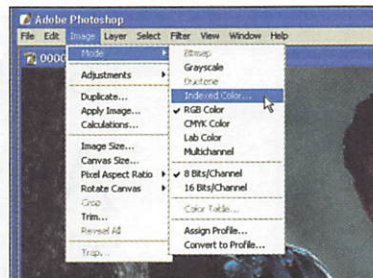 Adobe Photoshop
File Edit Image Layer Select Filter View Window Help
0000
Mode
Adjustments
Duplicate...
Apply Image...
Calculations...
Image Size...
Canvas Size...
Pixel Aspect Ratio
Rotate Canvas
Crop
Trim...
Reveal All
Trap...
Bitmap
Grayscale
Duotone
Indexed Color...
RGB Color
CMYK Color
Lab Color
Multichannel
8 Bits/Channel
16 Bits/Channel
Color Table...
Assign Profile...
Convert to Profile...